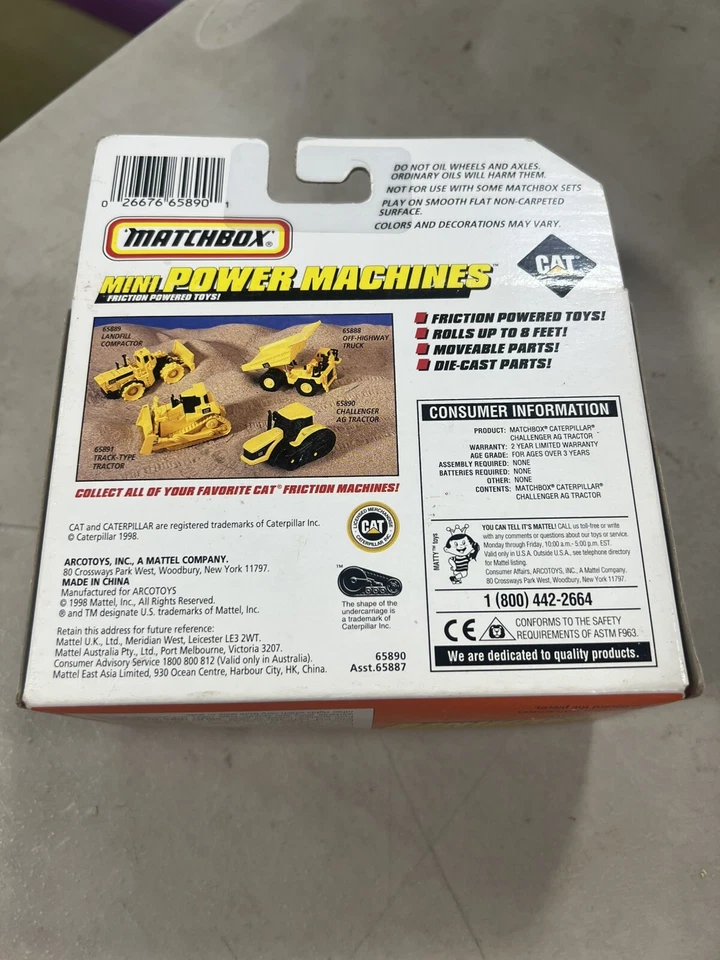 0 26676 65890 1
DO NOT OIL WHEELS AND AXLES.
ORDINARY OILS WILL HARM THEM.
NOT FOR USE WITH SOME MATCHBOX SETS
PLAY ON SMOOTH FLAT NON-CARPETED
SURFACE.
COLORS AND DECORATIONS MAY VARY.
MATCHBOX®
MINI POWER MACHINES™
FRICTION POWERED TOYS!
CAT
65889
LANDFILL
COMPACTOR
65888
OFF-HIGHWAY
TRUCK
65890
CHALLENGER
AG TRACTOR
65891
TRACK-TYPE
TRACTOR
FRICTION POWERED TOYS!
ROLLS UP TO 8 FEET!
MOVEABLE PARTS!
DIE-CAST PARTS!
COLLECT ALL OF YOUR FAVORITE CAT® FRICTION MACHINES!
CONSUMER INFORMATION
PRODUCT: MATCHBOX® CATERPILLAR®
CHALLENGER AG TRACTOR
WARRANTY: 2 YEAR LIMITED WARRANTY
AGE GRADE: FOR AGES OVER 3 YEARS
ASSEMBLY REQUIRED: NONE
BATTERIES REQUIRED: NONE
OTHER: NONE
CONTENTS: MATCHBOX® CATERPILLAR®
CHALLENGER AG TRACTOR
CAT and CATERPILLAR are registered trademarks of Caterpillar Inc.
© Caterpillar 1998.
LICENSED MERCHANDISE
CAT
CATERPILLAR INC.
ARCOTOYS, INC., A MATTEL COMPANY.
80 Crossways Park West, Woodbury, New York 11797.
MADE IN CHINA
Manufactured for ARCOTOYS
© 1998 Mattel, Inc., All Rights Reserved.
® and TM designate U.S. trademarks of Mattel, Inc.
Retain this address for future reference:
Mattel U.K., Ltd., Meridian West, Leicester LE3 2WT.
Mattel Australia Pty., Ltd., Port Melbourne, Victoria 3207.
Consumer Advisory Service 1800 800 812 (Valid only in Australia).
Mattel East Asia Limited, 930 Ocean Centre, Harbour City, HK, China.
™
The shape of the
undercarriage is
a trademark of
Caterpillar Inc.
65890
Asst.65887
MATTY™ toys
YOU CAN TELL IT'S MATTEL! CALL us toll-free or write
with any comments or questions about our toys or service.
Monday through Friday, 10:00 a.m.- 5:00 p.m. EST.
Valid only in U.S.A. Outside U.S.A., see telephone directory
for Mattel listing.
Consumer Affairs, ARCOTOYS, INC., A Mattel Company,
80 Crossways Park West, Woodbury, New York 11797.
1 (800) 442-2664
CE
CONFORMS TO THE SAFETY
REQUIREMENTS OF ASTM F963.
We are dedicated to quality products.